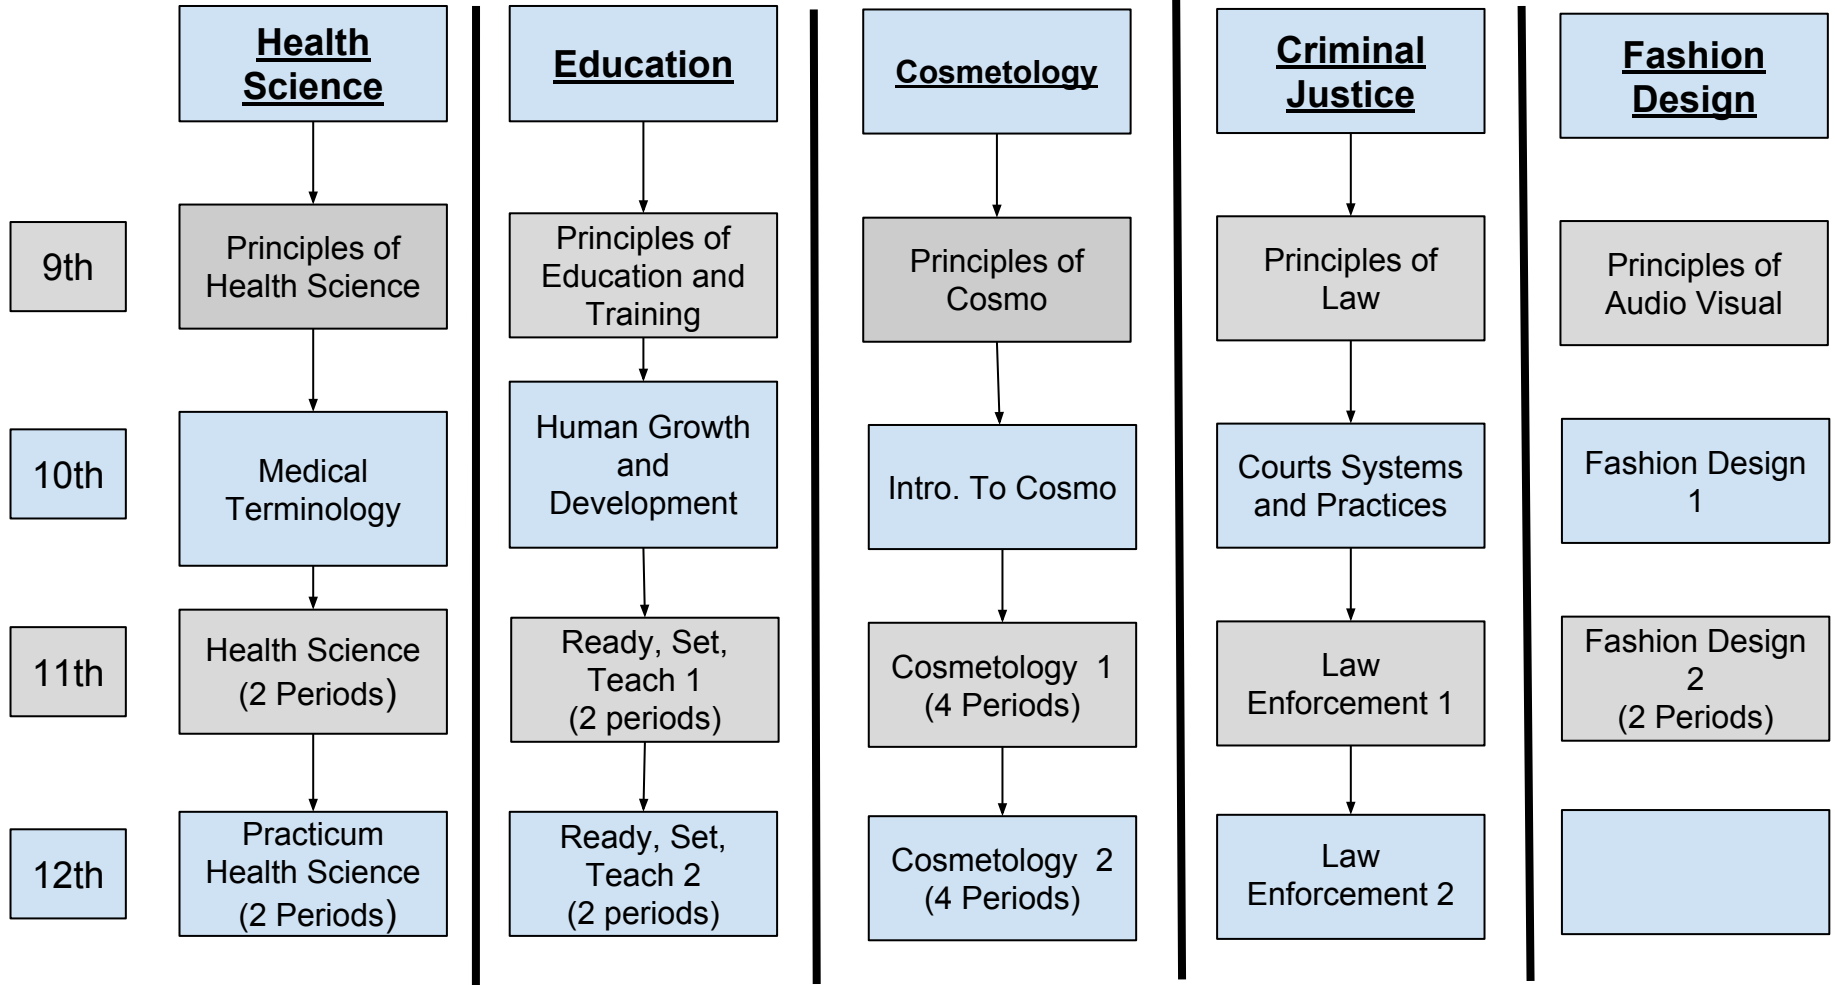 Health
Science
Education
Cosmetology
Criminal
Justice
Fashion
Design
9th
Principles of
Health Science
Principles of
Education and
Training
Principles of
Cosmo
Principles of
Law
Principles of
Audio Visual
10th
Medical
Terminology
Human Growth
and
Development
Intro. To Cosmo
Courts Systems
and Practices
Fashion Design
1
11th
Health Science
(2 Periods)
Ready, Set,
Teach 1
(2 periods)
Cosmetology 1
(4 Periods)
Law
Enforcement 1
Fashion Design
2
(2 Periods)
12th
Practicum
Health Science
(2 Periods)
Ready, Set,
Teach 2
(2 periods)
Cosmetology 2
(4 Periods)
Law
Enforcement 2